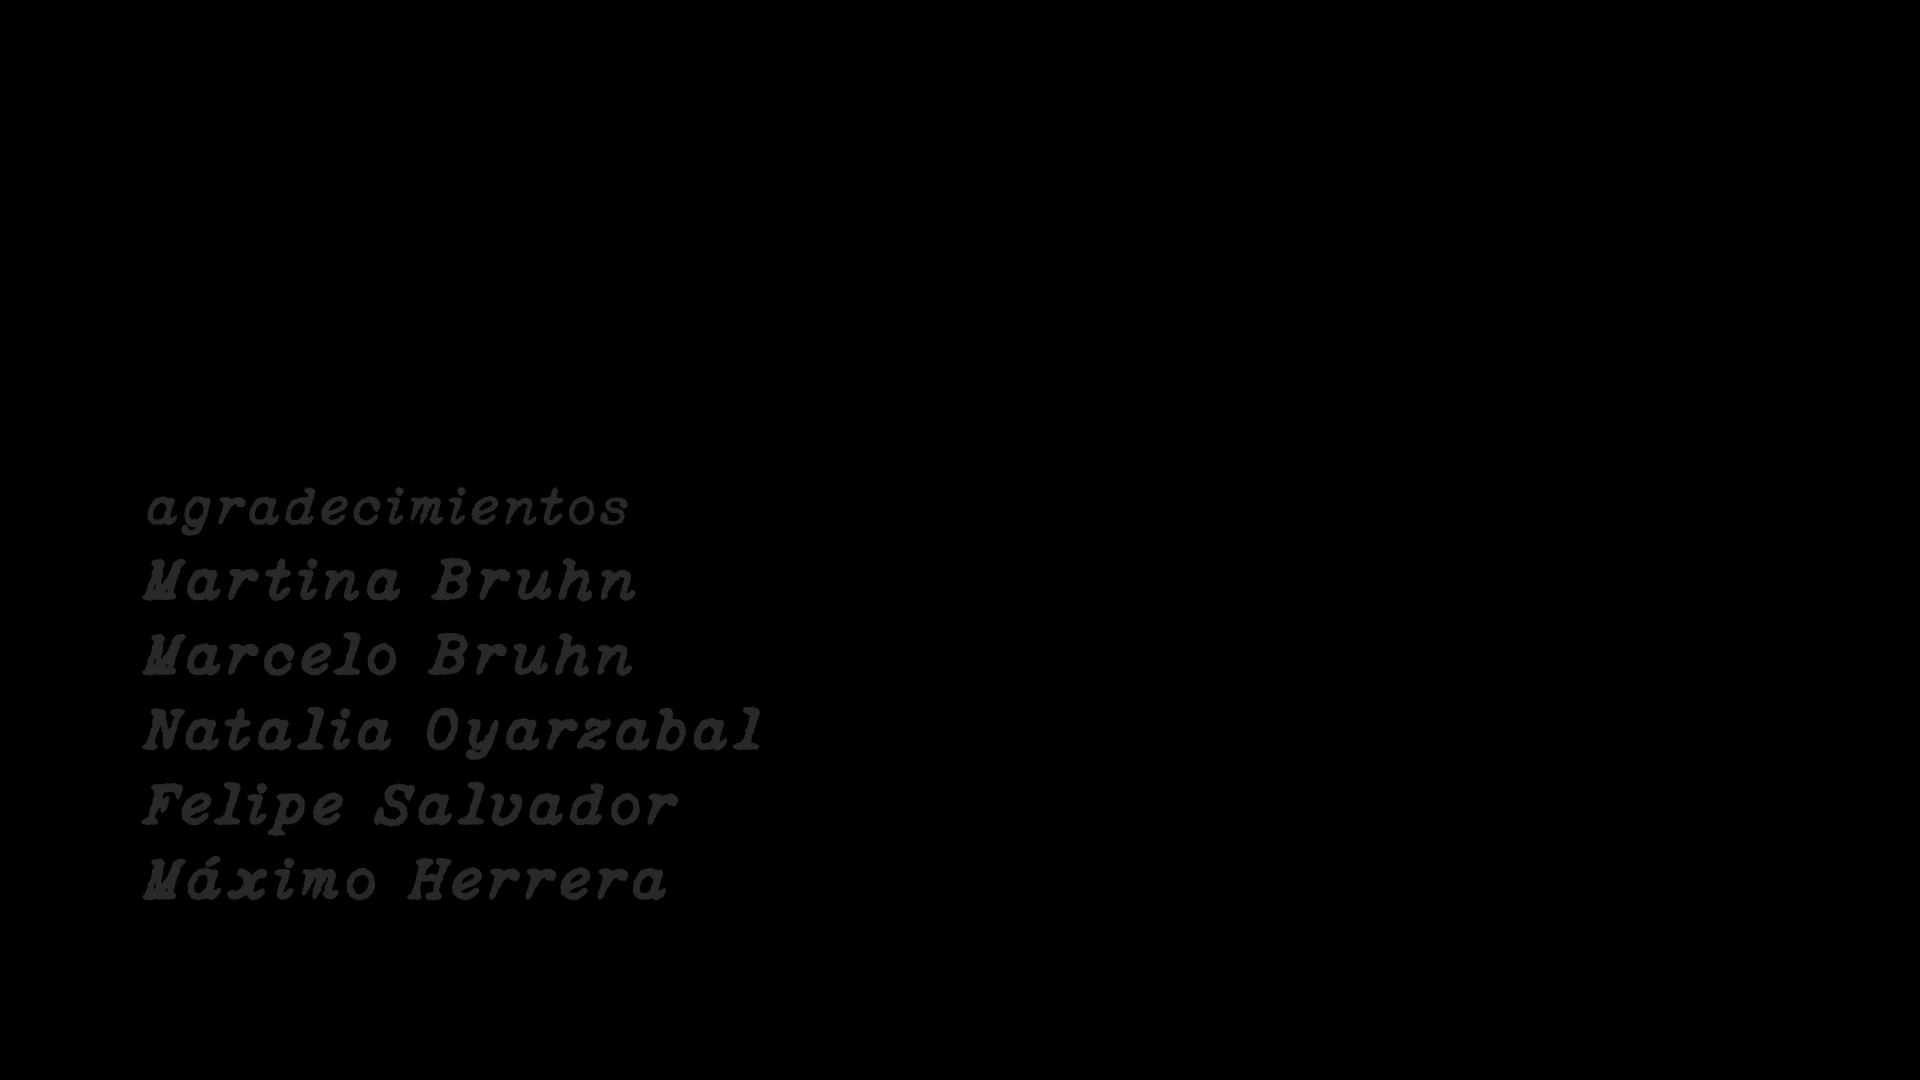 agradecimientos
Martina Bruhn
Marcelo Bruhn
Natalia Oyarzabal
Felipe Salvador
Máximo Herrera